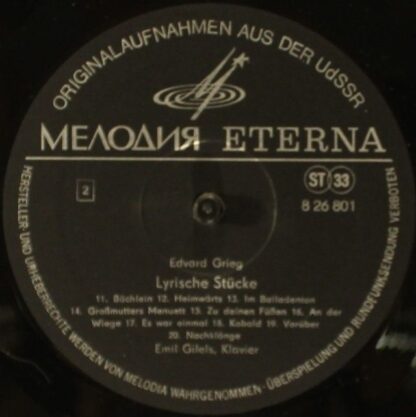 ORIGINALAUFNAHMEN AUS DER UdSSR
МЕЛОДИЯ ETERNA
2
ST 33
8 26 801
Edvard Grieg
Lyrische Stücke
11. Bächlein 12. Heimwärts 13. Im Balladenton
14. Großmutters Menuett 15. Zu deinen Füßen 16. An der
Wiege 17. Es war einmal 18. Kobold 19. Vorüber
20. Nachklänge
Emil Gilels, Klavier
HERSTELLER- UND URHEBERRECHTE WERDEN VON MELODIA WAHRGENOMMEN · ÜBERSPIELUNG UND RUNDFUNKSENDUNG VERBOTEN